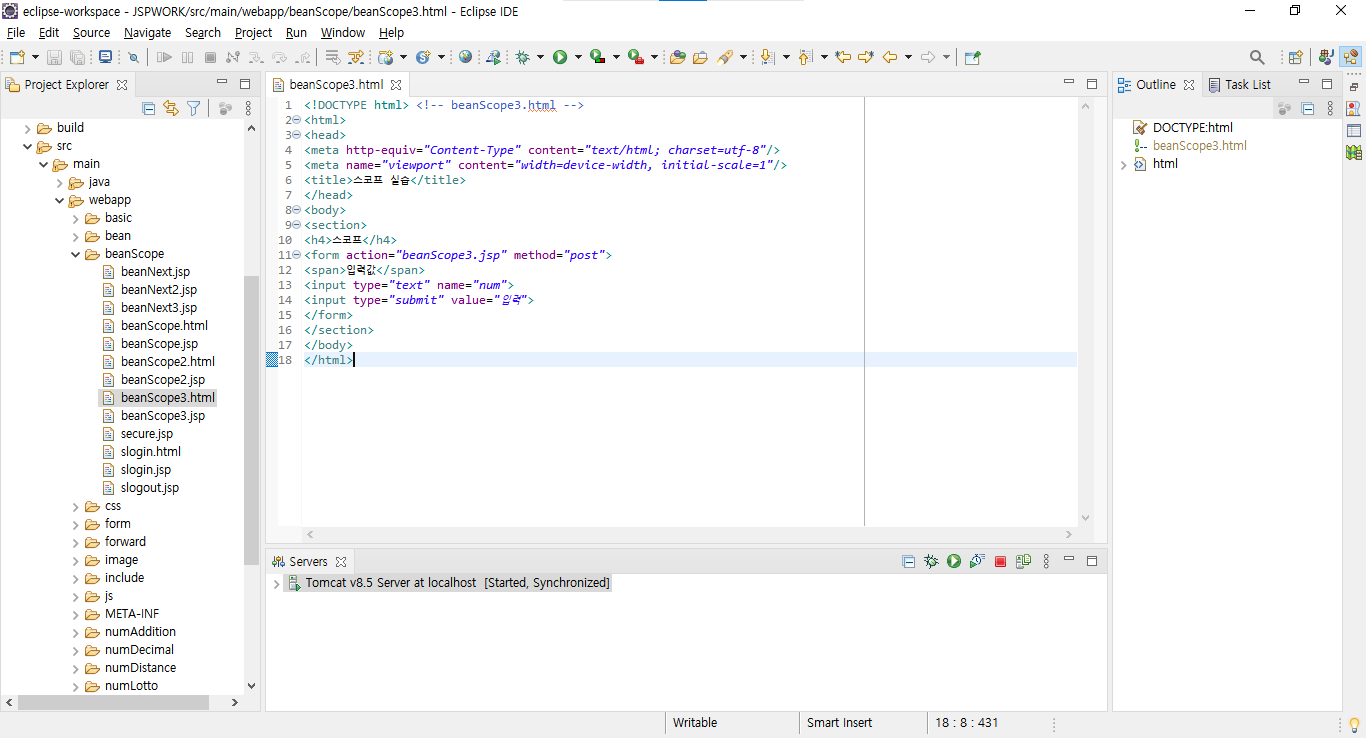 eclipse-workspace - JSPWORK/src/main/webapp/beanScope/beanScope3.html - Eclipse IDE
File Edit Source Navigate Search Project Run Window Help
Project Explorer
build
src
main
java
webapp
basic
bean
beanScope
beanNext.jsp
beanNext2.jsp
beanNext3.jsp
beanScope.html
beanScope.jsp
beanScope2.html
beanScope2.jsp
beanScope3.html
beanScope3.jsp
secure.jsp
slogin.html
slogin.jsp
slogout.jsp
css
form
forward
image
include
js
META-INF
numAddition
numDecimal
numDistance
numLotto
beanScope3.html
1 <!DOCTYPE html> <!-- beanScope3.html -->
2 <html>
3 <head>
4 <meta http-equiv="Content-Type" content="text/html; charset=utf-8"/>
5 <meta name="viewport" content="width=device-width, initial-scale=1"/>
6 <title>스코프 실습</title>
7 </head>
8 <body>
9 <section>
10 <h4>스코프</h4>
11 <form action="beanScope3.jsp" method="post">
12 <span>입력값</span>
13 <input type="text" name="num">
14 <input type="submit" value="입력">
15 </form>
16 </section>
17 </body>
18 </html>
Servers
Tomcat v8.5 Server at localhost [Started, Synchronized]
Outline Task List
DOCTYPE:html
beanScope3.html
html
Writable Smart Insert 18 : 8 : 431